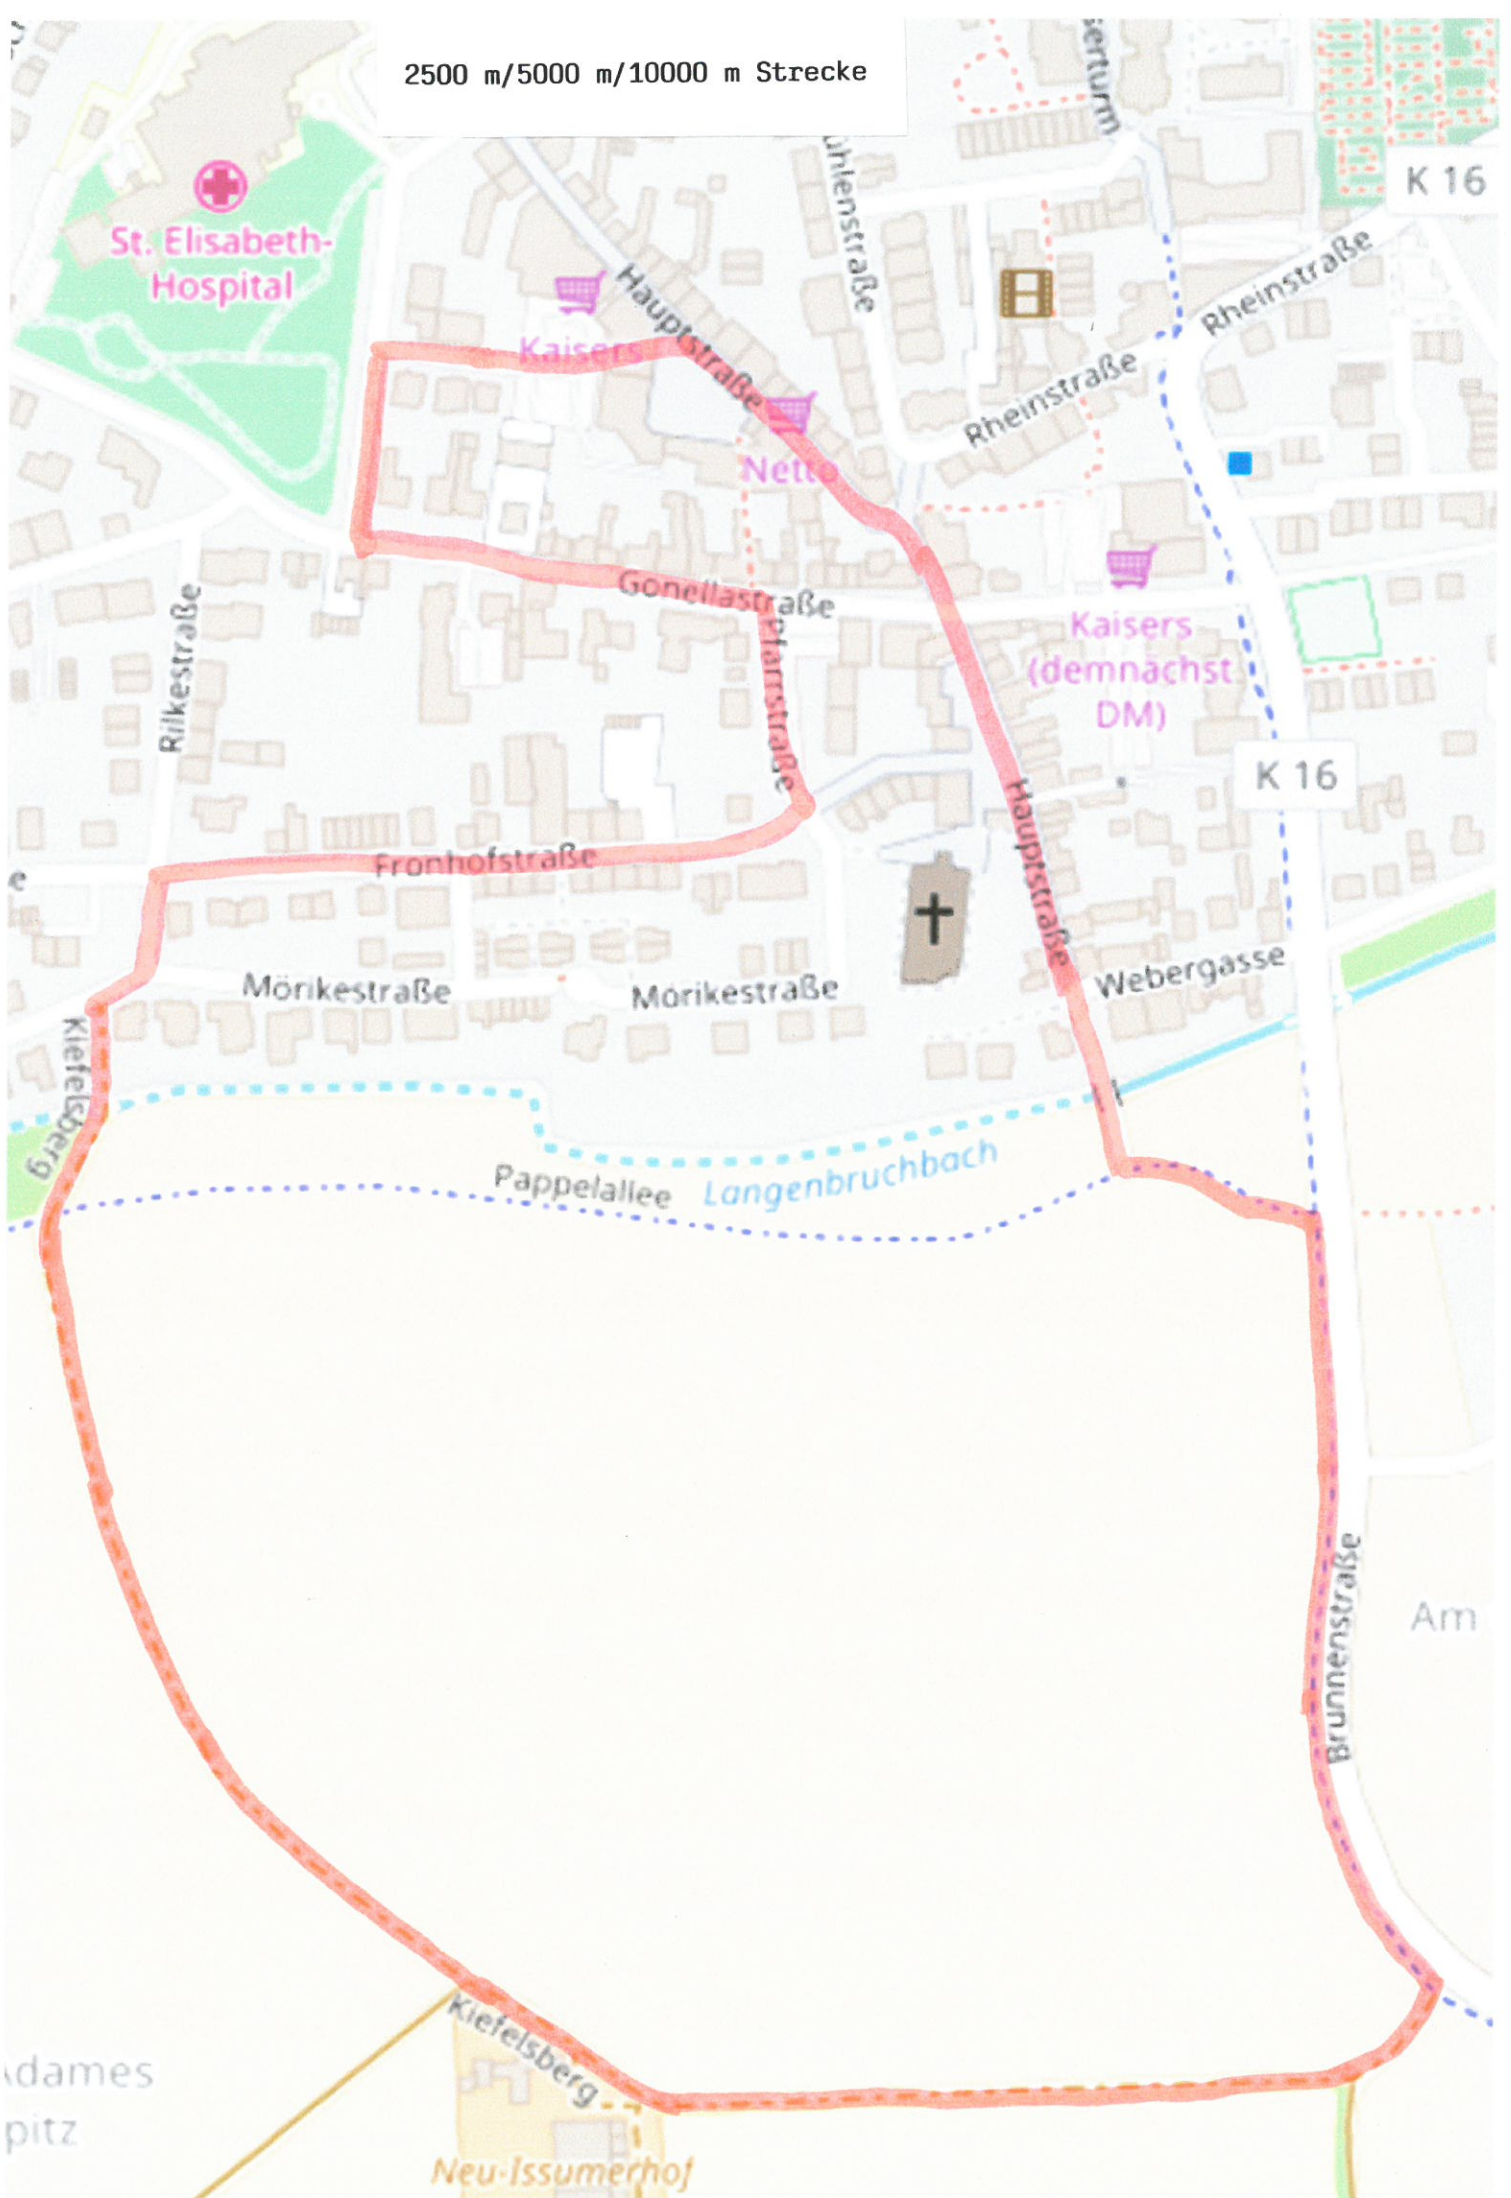 2500 m/5000 m/10000 m Strecke
K 16
St. Elisabeth-
Hospital
Hauptstraße
Rheinstraße
Kaisers
Rheinstraße
Netto
Gonellastraße
Kaisers
(demnächst
DM)
Rilkestraße
Pfarrstraße
K 16
Hauptstraße
Fronhofstraße
e
Webergasse
Mörikestraße
Mörikestraße
Kiefelsberg
Pappelallee
Langenbruchbach
Brunnenstraße
Am
Kiefelsberg
pitz
Neu-Issumerhof